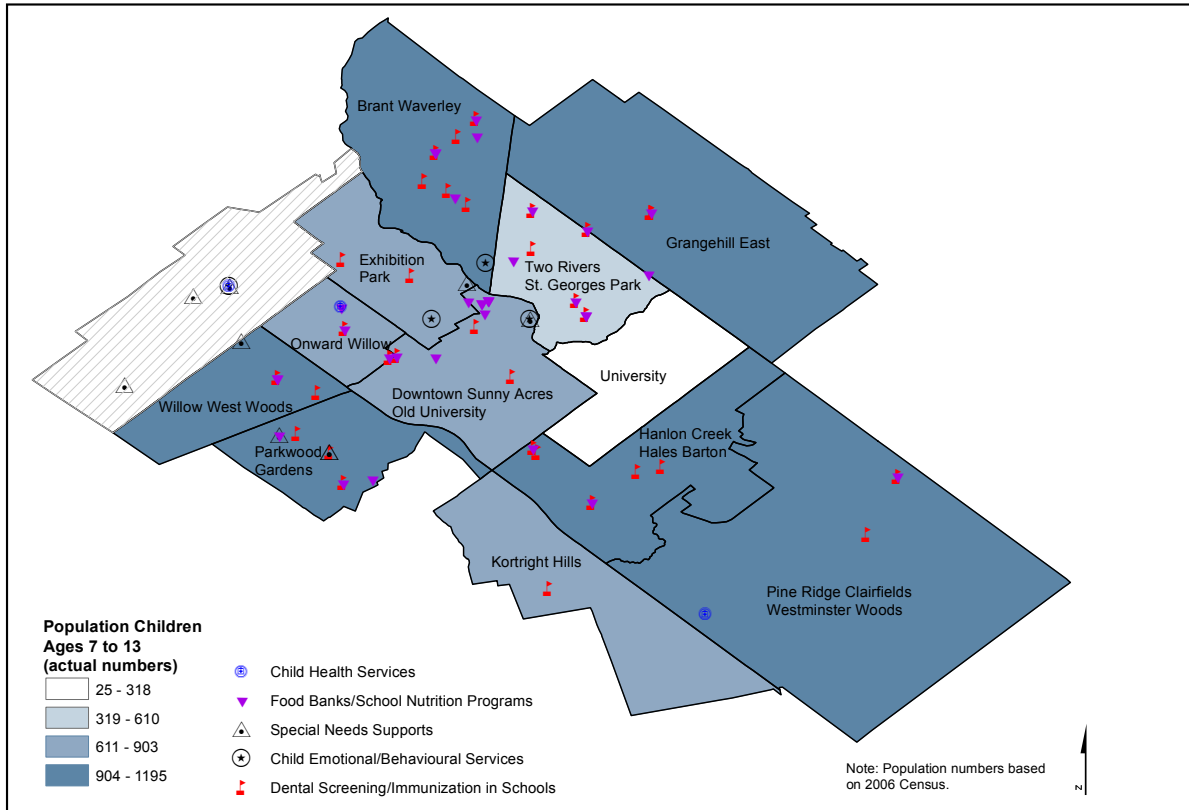 Brant Waverley
Grangehill East
Exhibition
Park
Two Rivers
St. Georges Park
Onward Willow
University
Downtown Sunny Acres
Old University
Willow West Woods
Hanlon Creek
Hales Barton
Parkwood
Gardens
Kortright Hills
Pine Ridge Clairfields
Westminster Woods
Population Children
Ages 7 to 13
(actual numbers)
25 - 318
319 - 610
611 - 903
904 - 1195
Child Health Services
Food Banks/School Nutrition Programs
Special Needs Supports
Child Emotional/Behavioural Services
Dental Screening/Immunization in Schools
Note: Population numbers based
on 2006 Census.
N